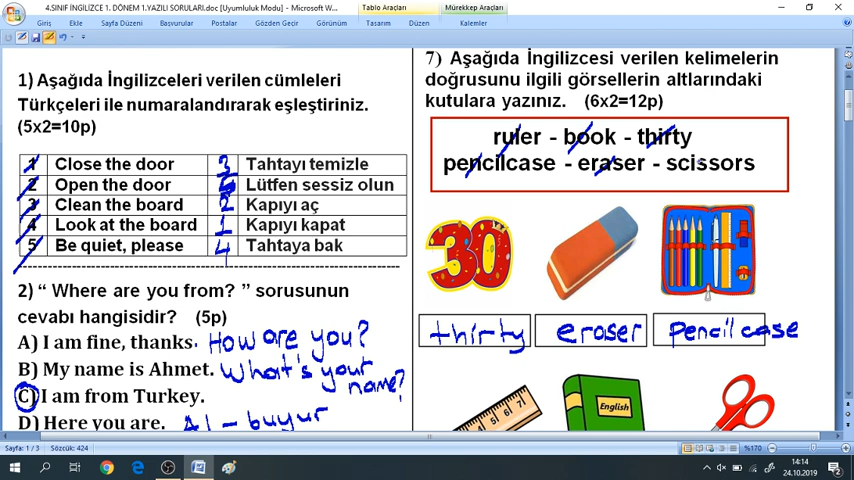 4.SINIF İNGİLİZCE 1. DÖNEM 1.YAZILI SORULARI.doc [Uyumluluk Modu] - Microsoft W...
Tablo Araçları
Mürekkep Araçları
Giriş
Ekle
Sayfa Düzeni
Başvurular
Postalar
Gözden Geçir
Görünüm
Tasarım
Düzen
Kalemler
1) Aşağıda İngilizceleri verilen cümleleri
Türkçeleri ile numaralandırarak eşleştiriniz.
(5x2=10p)
1 Close the door 3 Tahtayı temizle
2 Open the door Lütfen sessiz olun
3 Clean the board 2 Kapıyı aç
4 Look at the board 1 Kapıyı kapat
5 Be quiet, please 4 Tahtaya bak
2) “ Where are you from? ” sorusunun
cevabı hangisidir? (5p)
A) I am fine, thanks. How are you?
B) My name is Ahmet. What's your
name?
C) I am from Turkey.
D) Here you are. Al - buyur
7) Aşağıda İngilizcesi verilen kelimelerin
doğrusunu ilgili görsellerin altlarındaki
kutulara yazınız. (6x2=12p)
ruler - book - thirty
pencilcase - eraser - scissors
30
thirty eroser pencil case
English
Sayfa: 1 / 3 Sözcük: 424
%170
14:14
24.10.2019
2